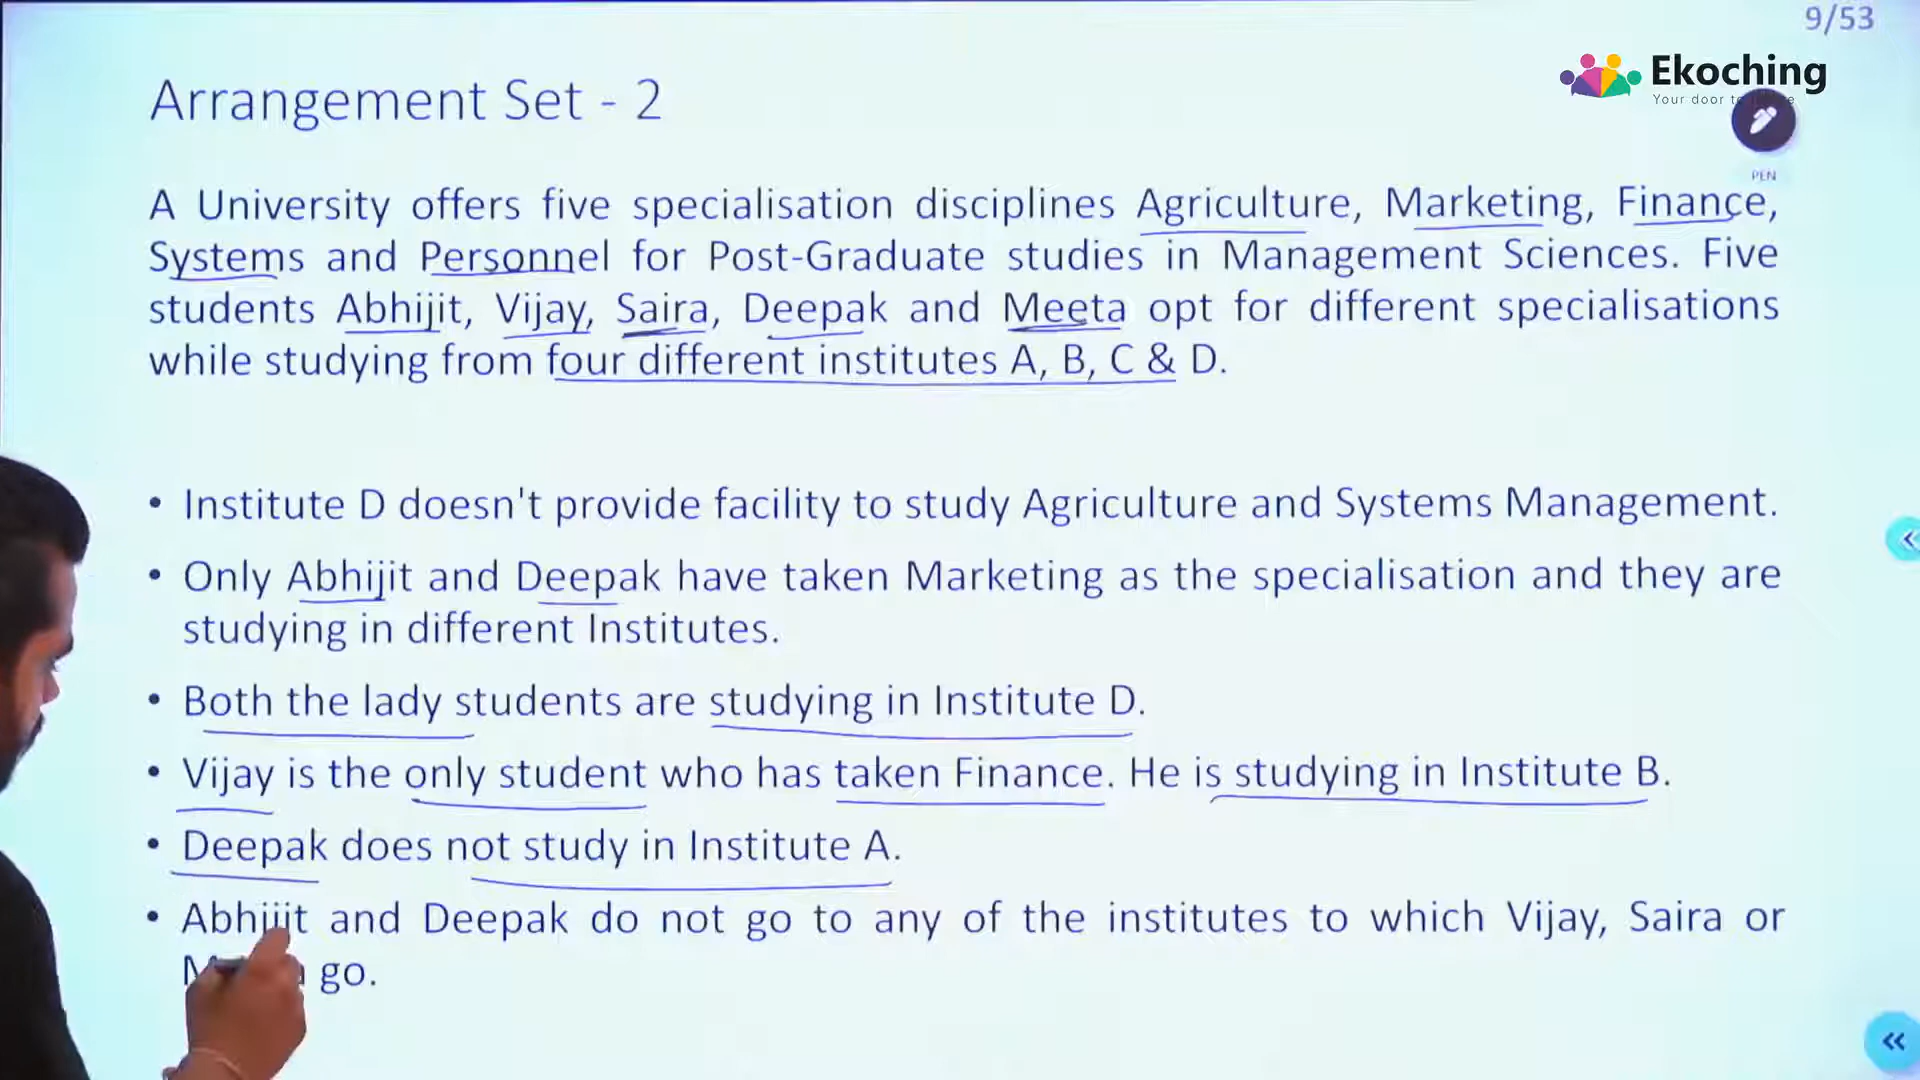 9/53
Ekoching
Your door to
PEN
Arrangement Set - 2
A University offers five specialisation disciplines Agriculture, Marketing, Finance,
Systems and Personnel for Post-Graduate studies in Management Sciences. Five
students Abhijit, Vijay, Saira, Deepak and Meeta opt for different specialisations
while studying from four different institutes A, B, C & D.
• Institute D doesn't provide facility to study Agriculture and Systems Management.
• Only Abhijit and Deepak have taken Marketing as the specialisation and they are
studying in different Institutes.
• Both the lady students are studying in Institute D.
• Vijay is the only student who has taken Finance. He is studying in Institute B.
• Deepak does not study in Institute A.
• Abhijit and Deepak do not go to any of the institutes to which Vijay, Saira or
go.